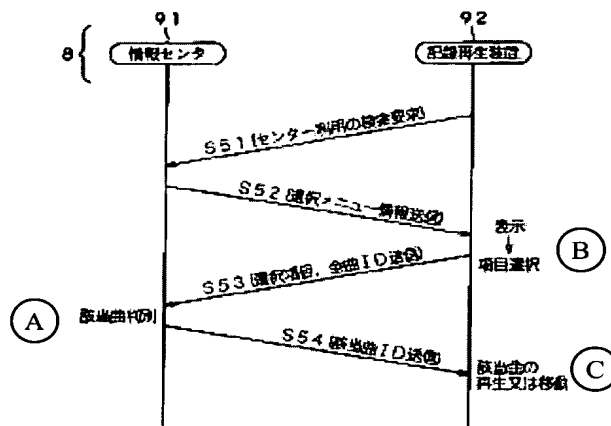 91
92
8
情報センタ
記録再生装置
S51(センター利用の検索要求)
S52(選択メニュー情報送信)
表示
項目選択
B
S53(選択項目、全曲ID送信)
A
該当曲判別
S54(該当曲ID送信)
該当曲の
再生又は移動
C